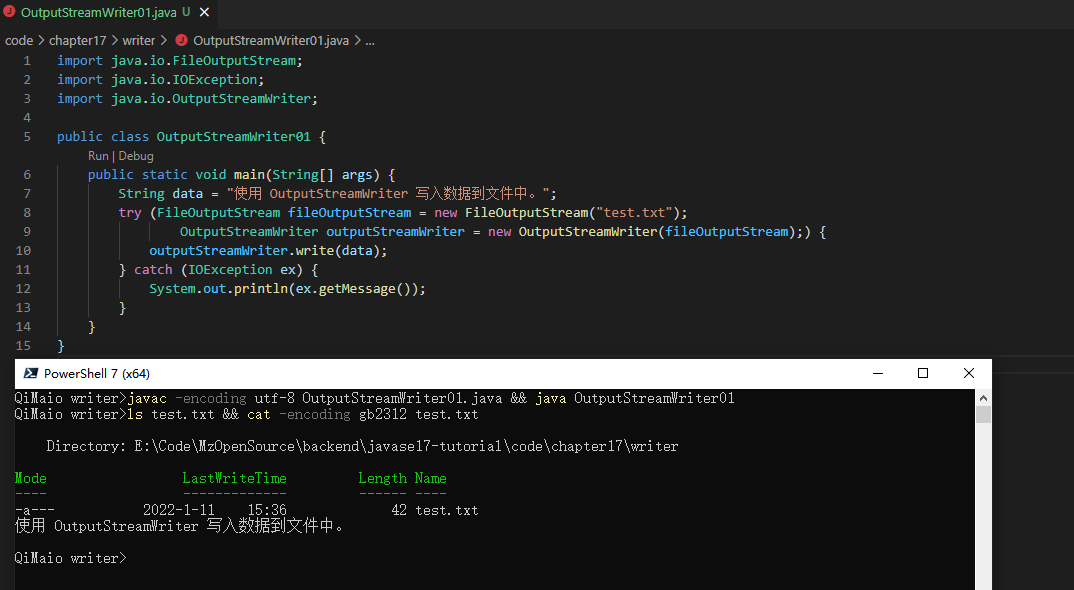 OutputStreamWriter01.java U ×
code > chapter17 > writer > OutputStreamWriter01.java > ...
1 import java.io.FileOutputStream;
2 import java.io.IOException;
3 import java.io.OutputStreamWriter;
4
5 public class OutputStreamWriter01 {
Run | Debug
6 public static void main(String[] args) {
7 String data = "使用 OutputStreamWriter 写入数据到文件中。";
8 try (FileOutputStream fileOutputStream = new FileOutputStream("test.txt");
9 OutputStreamWriter outputStreamWriter = new OutputStreamWriter(fileOutputStream);) {
10 outputStreamWriter.write(data);
11 } catch (IOException ex) {
12 System.out.println(ex.getMessage());
13 }
14 }
15 }
PowerShell 7 (x64)
QiMaio writer>javac -encoding utf-8 OutputStreamWriter01.java && java OutputStreamWriter01
QiMaio writer>ls test.txt && cat -encoding gb2312 test.txt
Directory: E:\Code\MzOpenSource\backend\javase17-tutorial\code\chapter17\writer
Mode LastWriteTime Length Name
---- ------------- ------ ----
-a--- 2022-1-11 15:36 42 test.txt
使用 OutputStreamWriter 写入数据到文件中。
QiMaio writer>